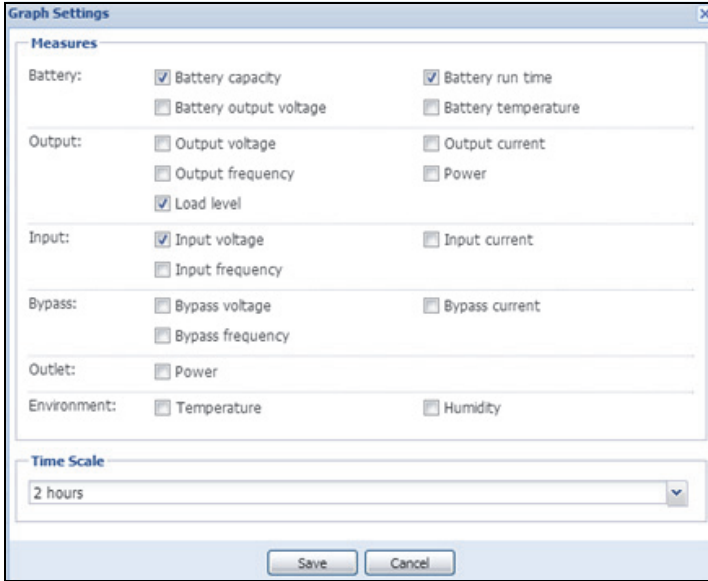 Graph Settings
Measures
Battery: Battery capacity Battery run time
Battery output voltage Battery temperature
Output: Output voltage Output current
Output frequency Power
Load level
Input: Input voltage Input current
Input frequency
Bypass: Bypass voltage Bypass current
Bypass frequency
Outlet: Power
Environment: Temperature Humidity
Time Scale
2 hours
Save Cancel